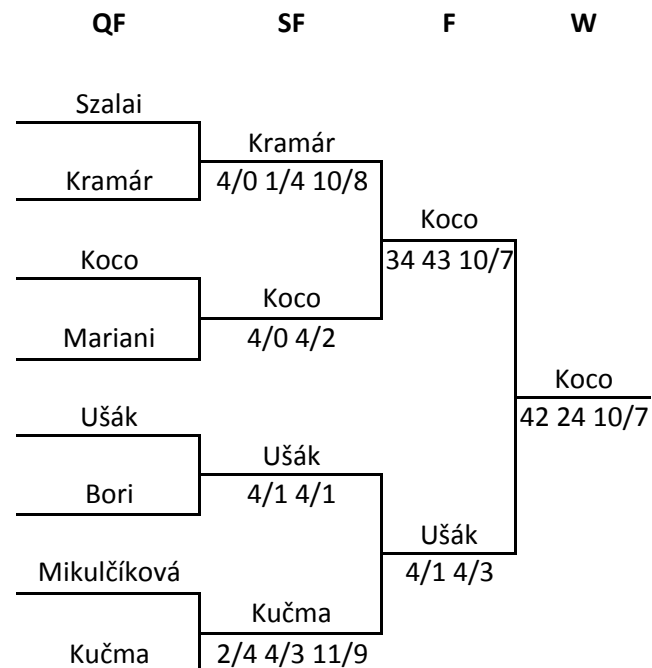 QF SF F W
Szalai
Kramár
Kramár 4/0 1/4 10/8
Koco
Koco
34 43 10/7
Koco
Mariani 4/0 4/2
Koco
Ušák 42 24 10/7
Ušák
Bori 4/1 4/1
Ušák
Mikulčíková 4/1 4/3
Kučma
Kučma 2/4 4/3 11/9